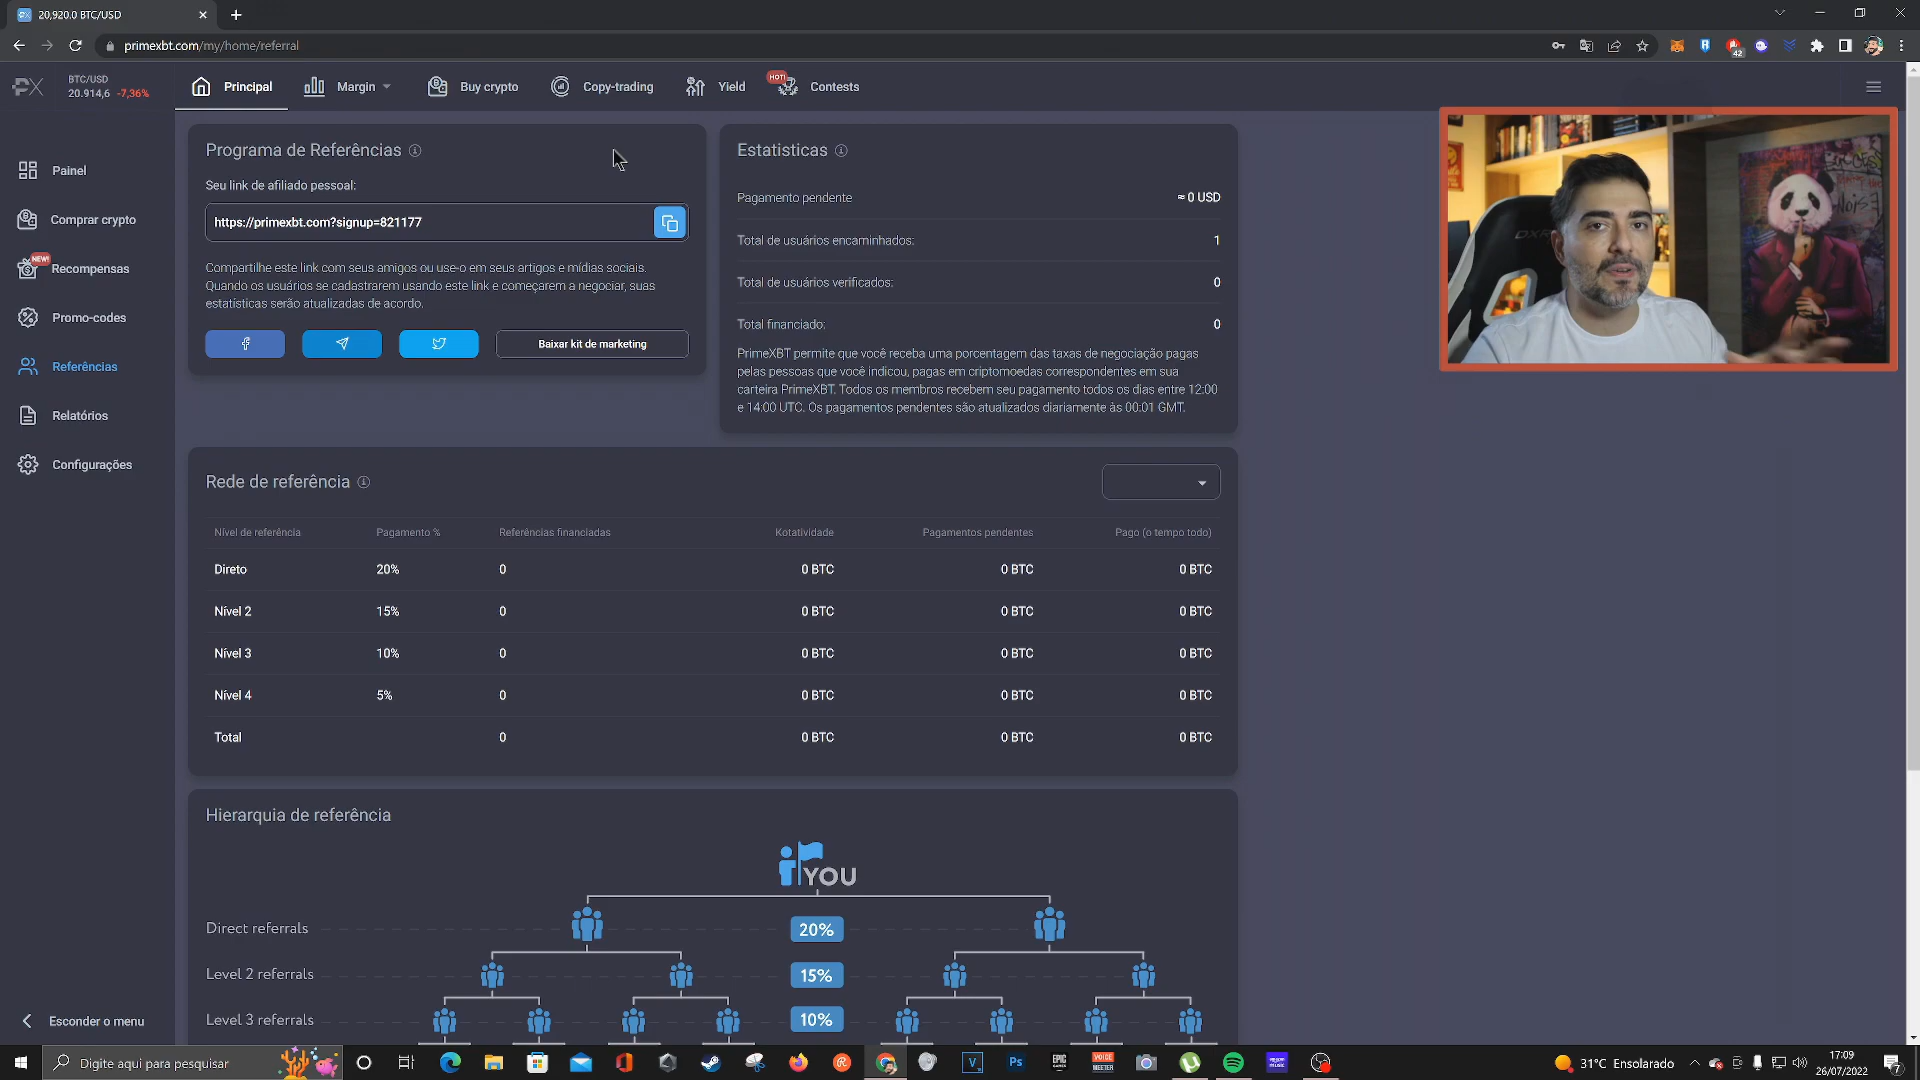 20,920.0 BTC/USD
primexbt.com/my/home/referral
42
PX
BTC/USD
20.914,6 -7,36%
Principal
Margin
Buy crypto
Copy-trading
Yield
HOT!
Contests
Painel
Comprar crypto
NEW!
Recompensas
Promo-codes
Referências
Relatórios
Configurações
Esconder o menu
Programa de Referências
Seu link de afiliado pessoal:
https://primexbt.com?signup=821177
Compartilhe este link com seus amigos ou use-o em seus artigos e mídias sociais.
Quando os usuários se cadastrarem usando este link e começarem a negociar, suas
estatísticas serão atualizadas de acordo.
Baixar kit de marketing
Estatisticas
Pagamento pendente ≈ 0 USD
Total de usuários encaminhados: 1
Total de usuários verificados: 0
Total financiado: 0
PrimeXBT permite que você receba uma porcentagem das taxas de negociação pagas
pelas pessoas que você indicou, pagas em criptomoedas correspondentes em sua
carteira PrimeXBT. Todos os membros recebem seu pagamento todos os dias entre 12:00
e 14:00 UTC. Os pagamentos pendentes são atualizados diariamente às 00:01 GMT.
Rede de referência
Nível de referência Pagamento % Referências financiadas Kotatividade Pagamentos pendentes Pago (o tempo todo)
Direto 20% 0 0 BTC 0 BTC 0 BTC
Nível 2 15% 0 0 BTC 0 BTC 0 BTC
Nível 3 10% 0 0 BTC 0 BTC 0 BTC
Nível 4 5% 0 0 BTC 0 BTC 0 BTC
Total 0 0 BTC 0 BTC 0 BTC
Hierarquia de referência
YOU
Direct referrals 20%
Level 2 referrals 15%
Level 3 referrals 10%
Digite aqui para pesquisar
Ps
EPIC GAMES
VOICE MEETER
31°C Ensolarado
17:09
26/07/2022
7